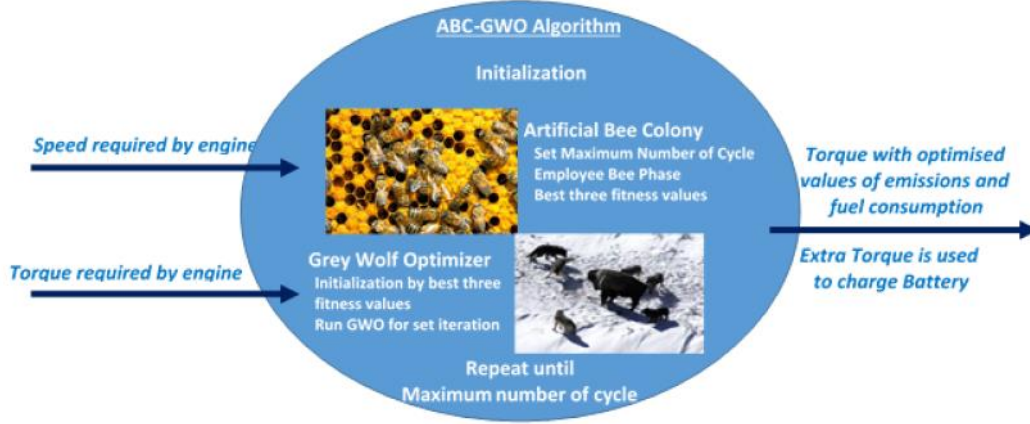 ABC-GWO Algorithm
Initialization
Speed required by engine
Artificial Bee Colony
Set Maximum Number of Cycle
Employee Bee Phase
Best three fitness values
Torque required by engine
Grey Wolf Optimizer
Initialization by best three
fitness values
Run GWO for set iteration
Repeat until
Maximum number of cycle
Torque with optimised
values of emissions and
fuel consumption
Extra Torque is used
to charge Battery